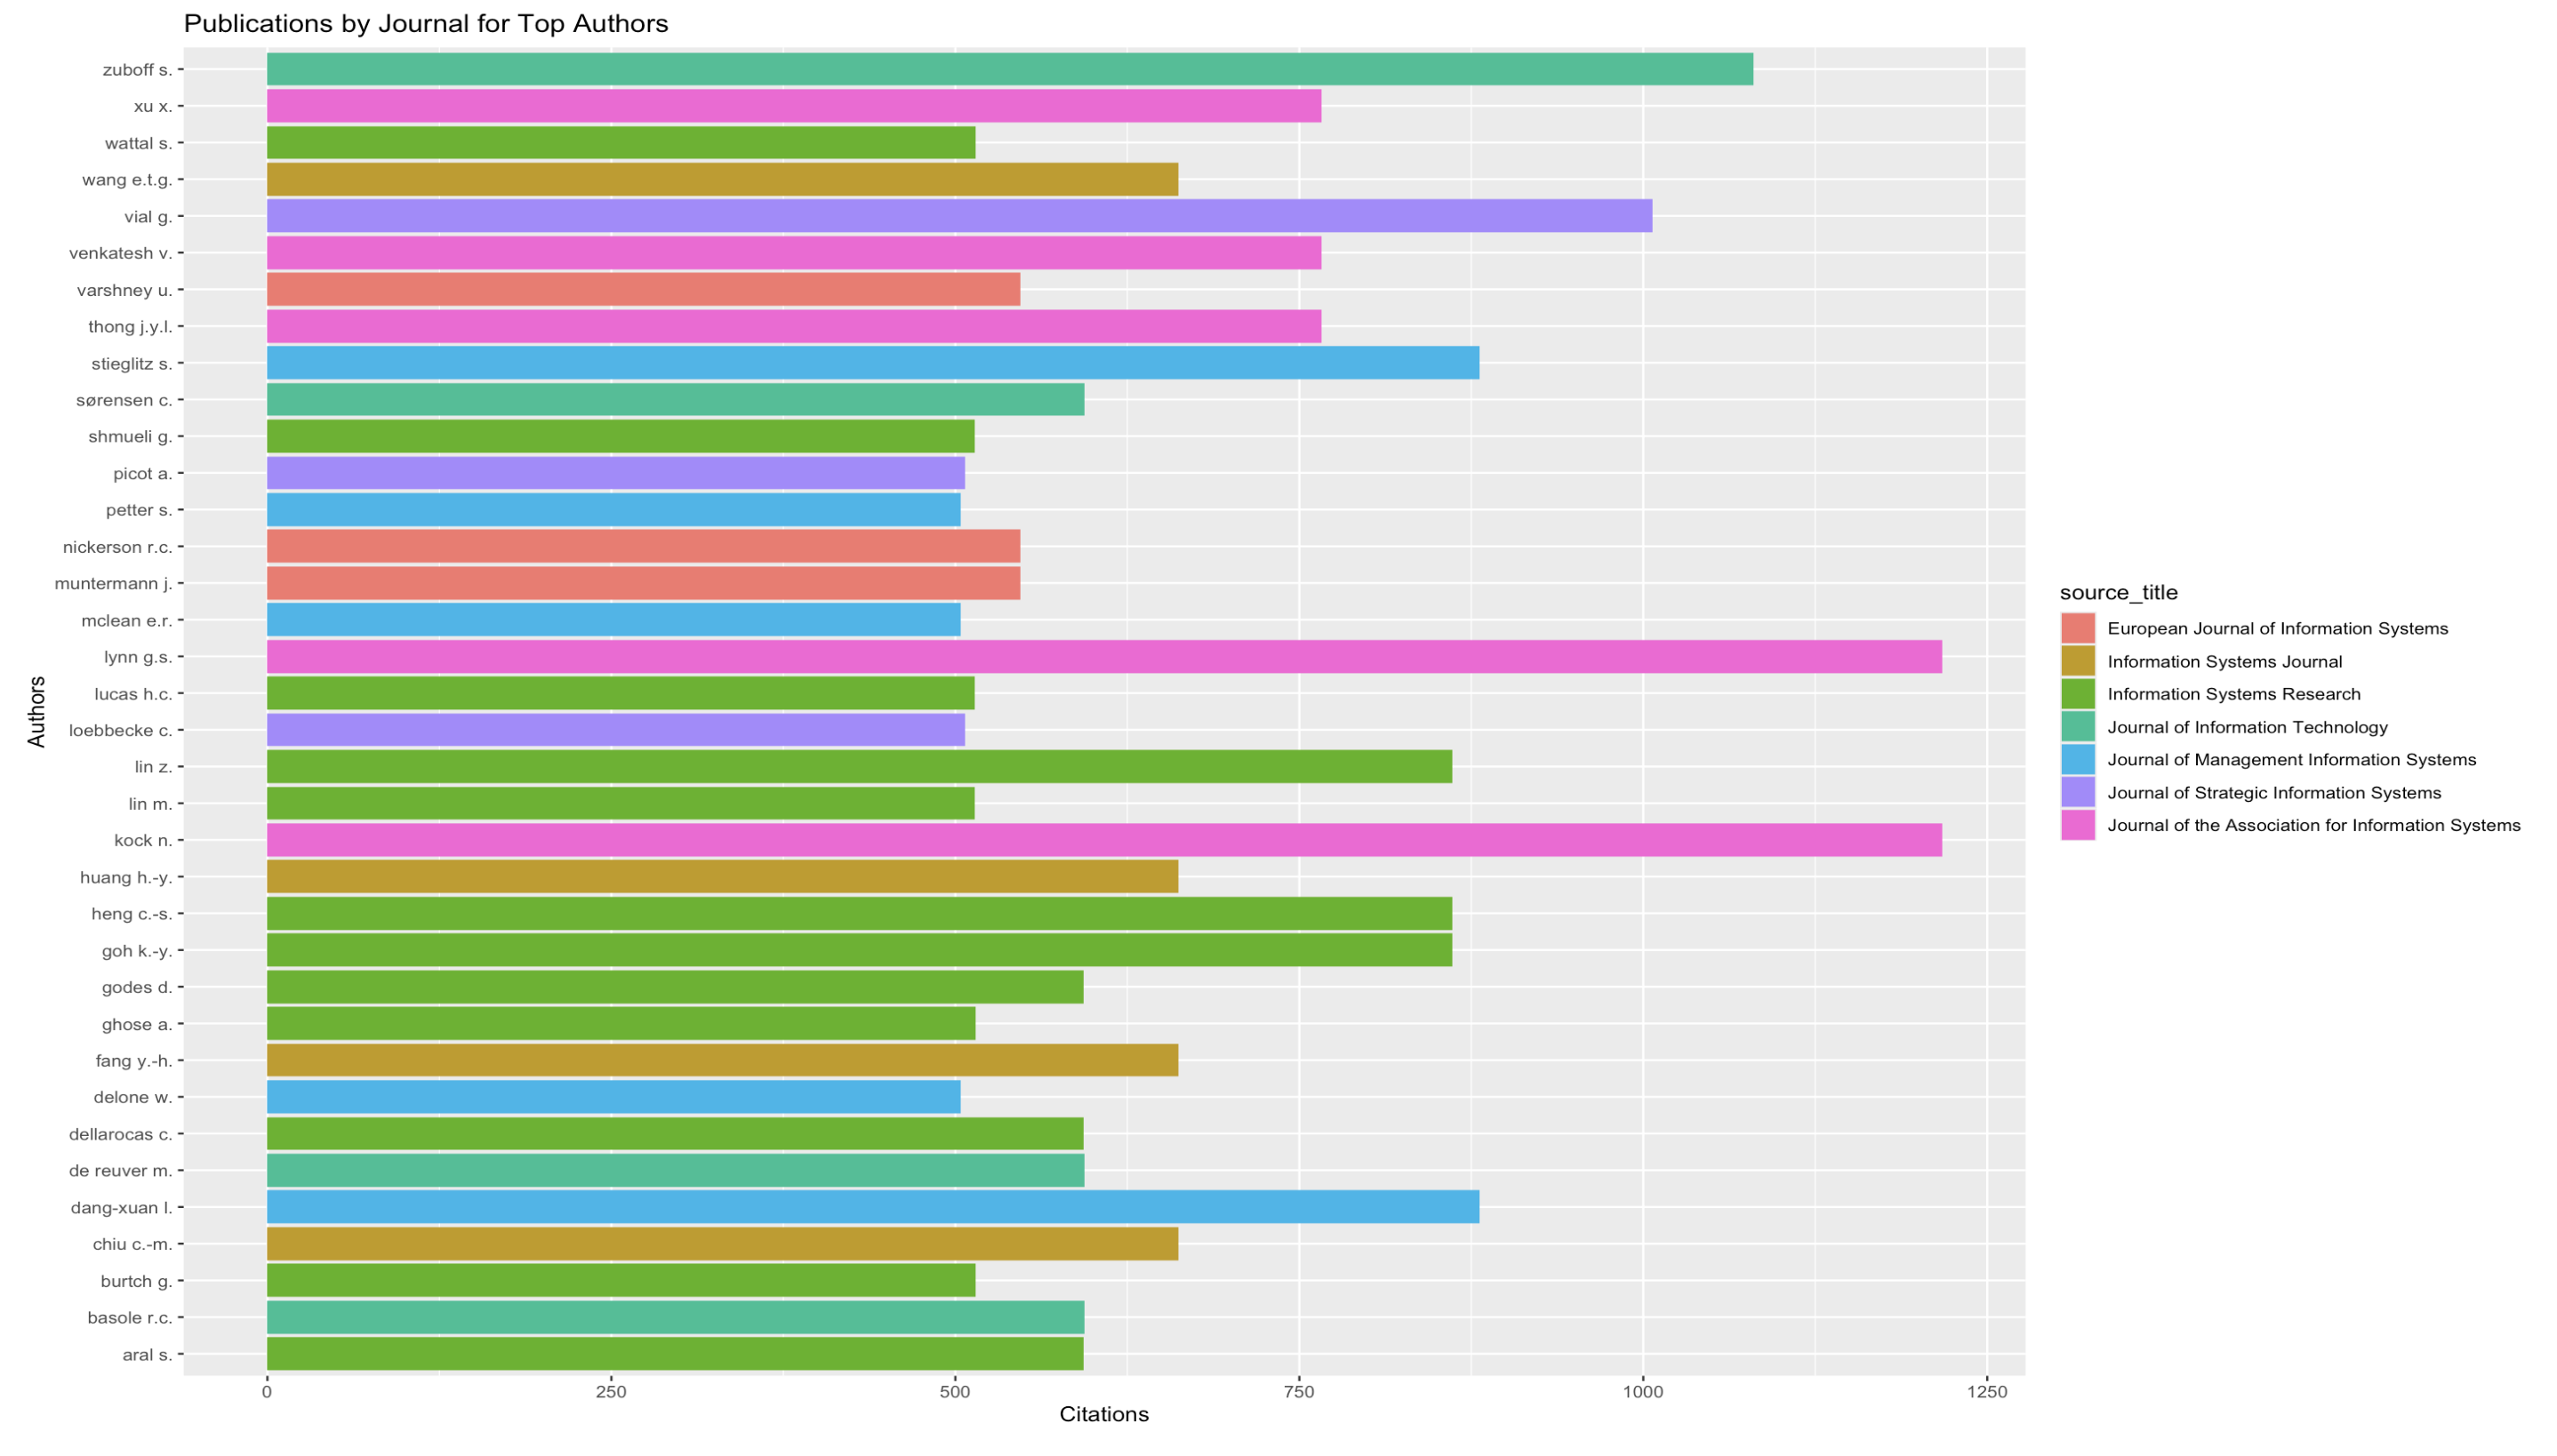 Publications by Journal for Top Authors
zuboff s.
xu x.
wattal s.
wang e.t.g.
vial g.
venkatesh v.
varshney u.
thong j.y.l.
stieglitz s.
sørensen c.
shmueli g.
picot a.
petter s.
nickerson r.c.
muntermann j.
mclean e.r.
lynn g.s.
lucas h.c.
loebbecke c.
lin z.
lin m.
kock n.
huang h.-y.
heng c.-s.
goh k.-y.
godes d.
ghose a.
fang y.-h.
delone w.
dellarocas c.
de reuver m.
dang-xuan l.
chiu c.-m.
burtch g.
basole r.c.
aral s.
Authors
0 250 500 750 1000 1250
Citations
source_title
European Journal of Information Systems
Information Systems Journal
Information Systems Research
Journal of Information Technology
Journal of Management Information Systems
Journal of Strategic Information Systems
Journal of the Association for Information Systems